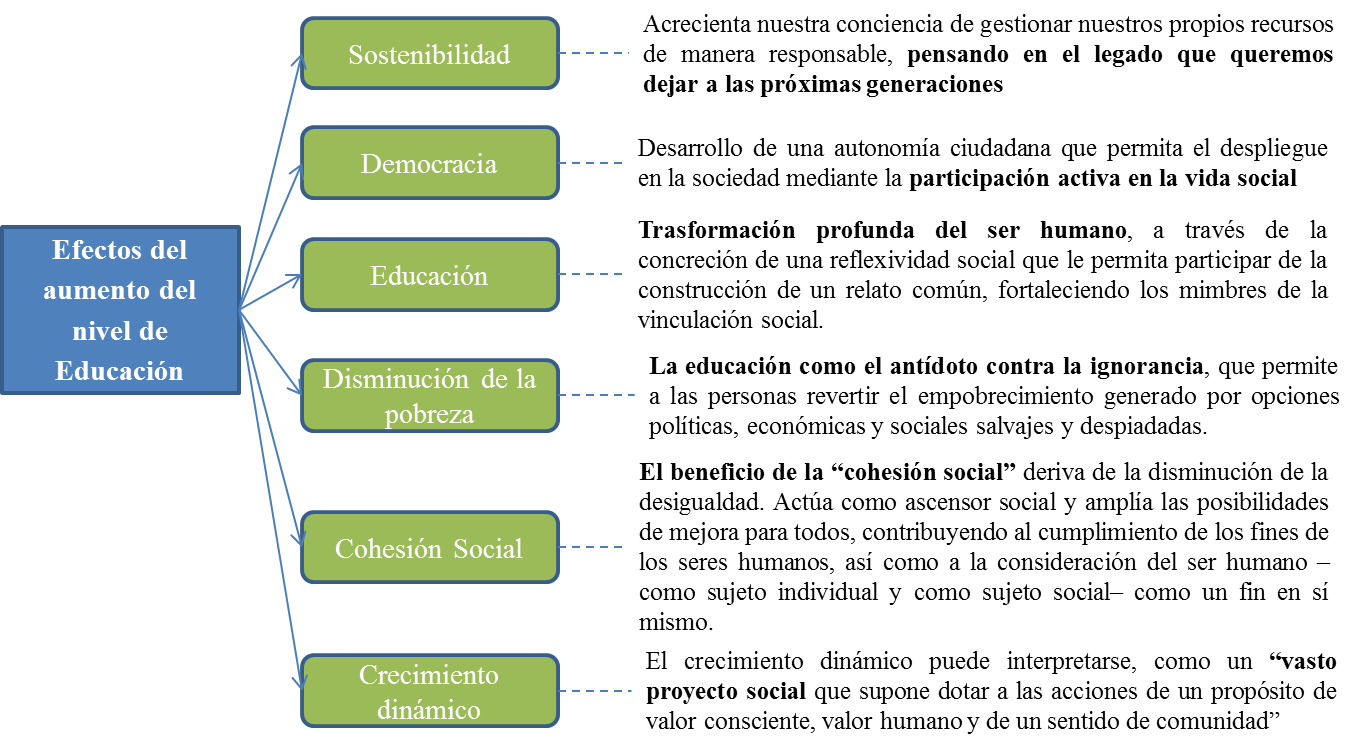 Efectos del
aumento del
nivel de
Educación
Sostenibilidad
Acrecienta nuestra conciencia de gestionar nuestros propios recursos
de manera responsable, pensando en el legado que queremos
dejar a las próximas generaciones
Democracia
Desarrollo de una autonomía ciudadana que permita el despliegue
en la sociedad mediante la participación activa en la vida social
Educación
Trasformación profunda del ser humano, a través de la
concreción de una reflexividad social que le permita participar de la
construcción de un relato común, fortaleciendo los mimbres de la
vinculación social.
Disminución de la
pobreza
La educación como el antídoto contra la ignorancia, que permite
a las personas revertir el empobrecimiento generado por opciones
políticas, económicas y sociales salvajes y despiadadas.
Cohesión Social
El beneficio de la “cohesión social” deriva de la disminución de la
desigualdad. Actúa como ascensor social y amplía las posibilidades
de mejora para todos, contribuyendo al cumplimiento de los fines de
los seres humanos, así como a la consideración del ser humano –
como sujeto individual y como sujeto social– como un fin en sí
mismo.
Crecimiento
dinámico
El crecimiento dinámico puede interpretarse, como un “vasto
proyecto social que supone dotar a las acciones de un propósito de
valor consciente, valor humano y de un sentido de comunidad”